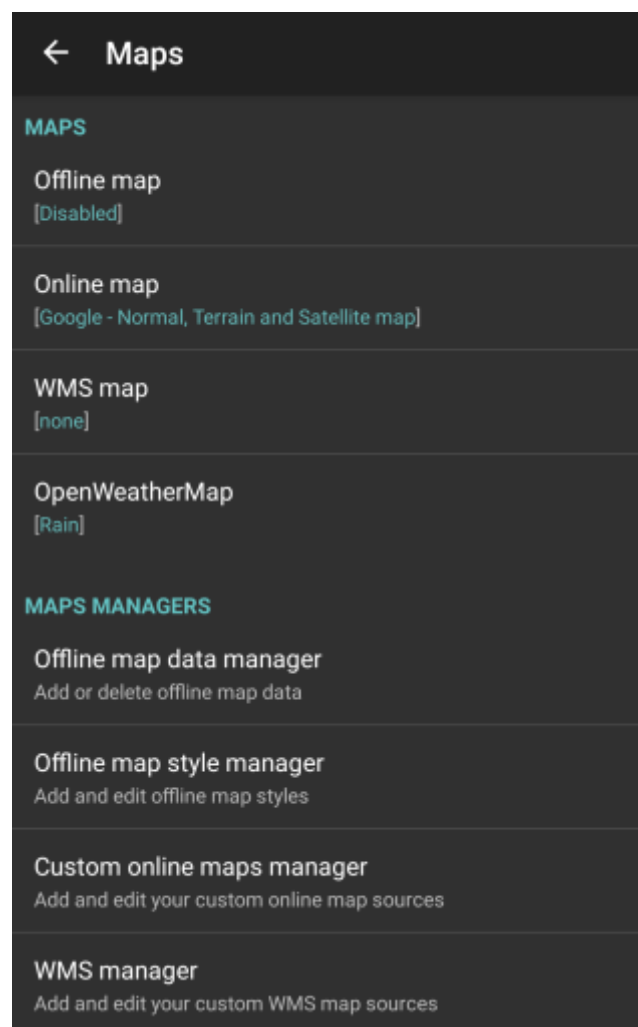 Maps
MAPS
Offline map
[Disabled]
Online map
[Google - Normal, Terrain and Satellite map]
WMS map
[none]
OpenWeatherMap
[Rain]
MAPS MANAGERS
Offline map data manager
Add or delete offline map data
Offline map style manager
Add and edit offline map styles
Custom online maps manager
Add and edit your custom online map sources
WMS manager
Add and edit your custom WMS map sources